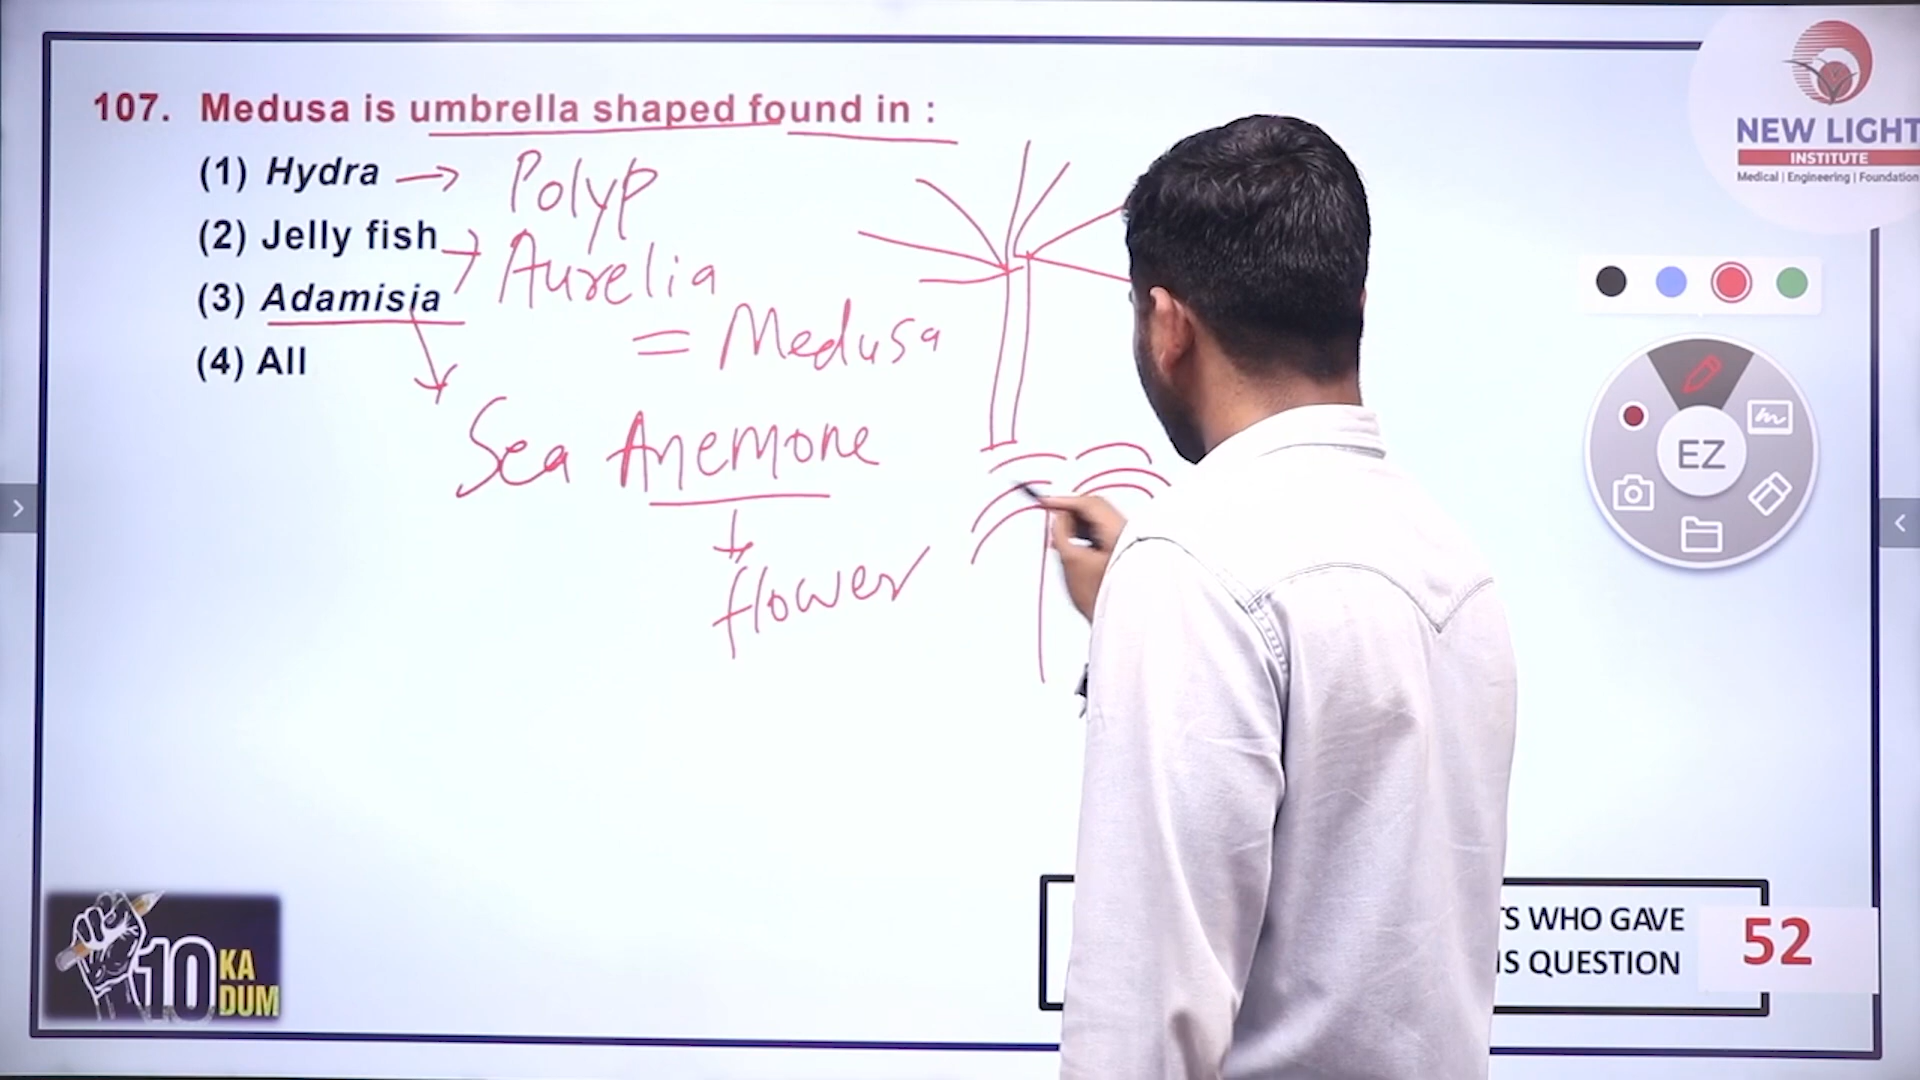 107. Medusa is umbrella shaped found in :
(1) Hydra → Polyp
(2) Jelly fish → Aurelia
= Medusa
(3) Adamisia
(4) All
Sea Anemone
flower
NEW LIGHT
INSTITUTE
Medical | Engineering | Foundation
EZ
10 KA DUM
TS WHO GAVE
IS QUESTION
52